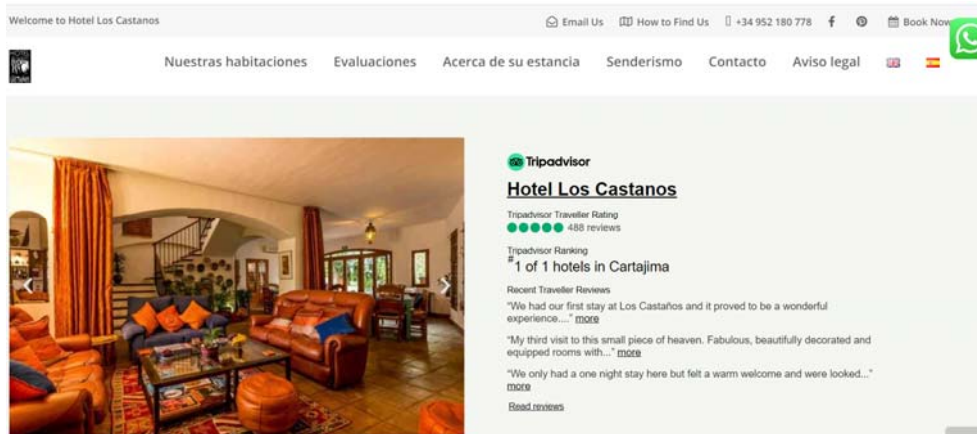 Welcome to Hotel Los Castanos
Email Us How to Find Us +34 952 180 778 Book Now
Nuestras habitaciones Evaluaciones Acerca de su estancia Senderismo Contacto Aviso legal
Tripadvisor
Hotel Los Castanos
Tripadvisor Traveller Rating
488 reviews
Tripadvisor Ranking
#1 of 1 hotels in Cartajima
Recent Traveller Reviews
"We had our first stay at Los Castaños and it proved to be a wonderful
experience...." more
"My third visit to this small piece of heaven. Fabulous, beautifully decorated and
equipped rooms with..." more
"We only had a one night stay here but felt a warm welcome and were looked..."
more
Read reviews